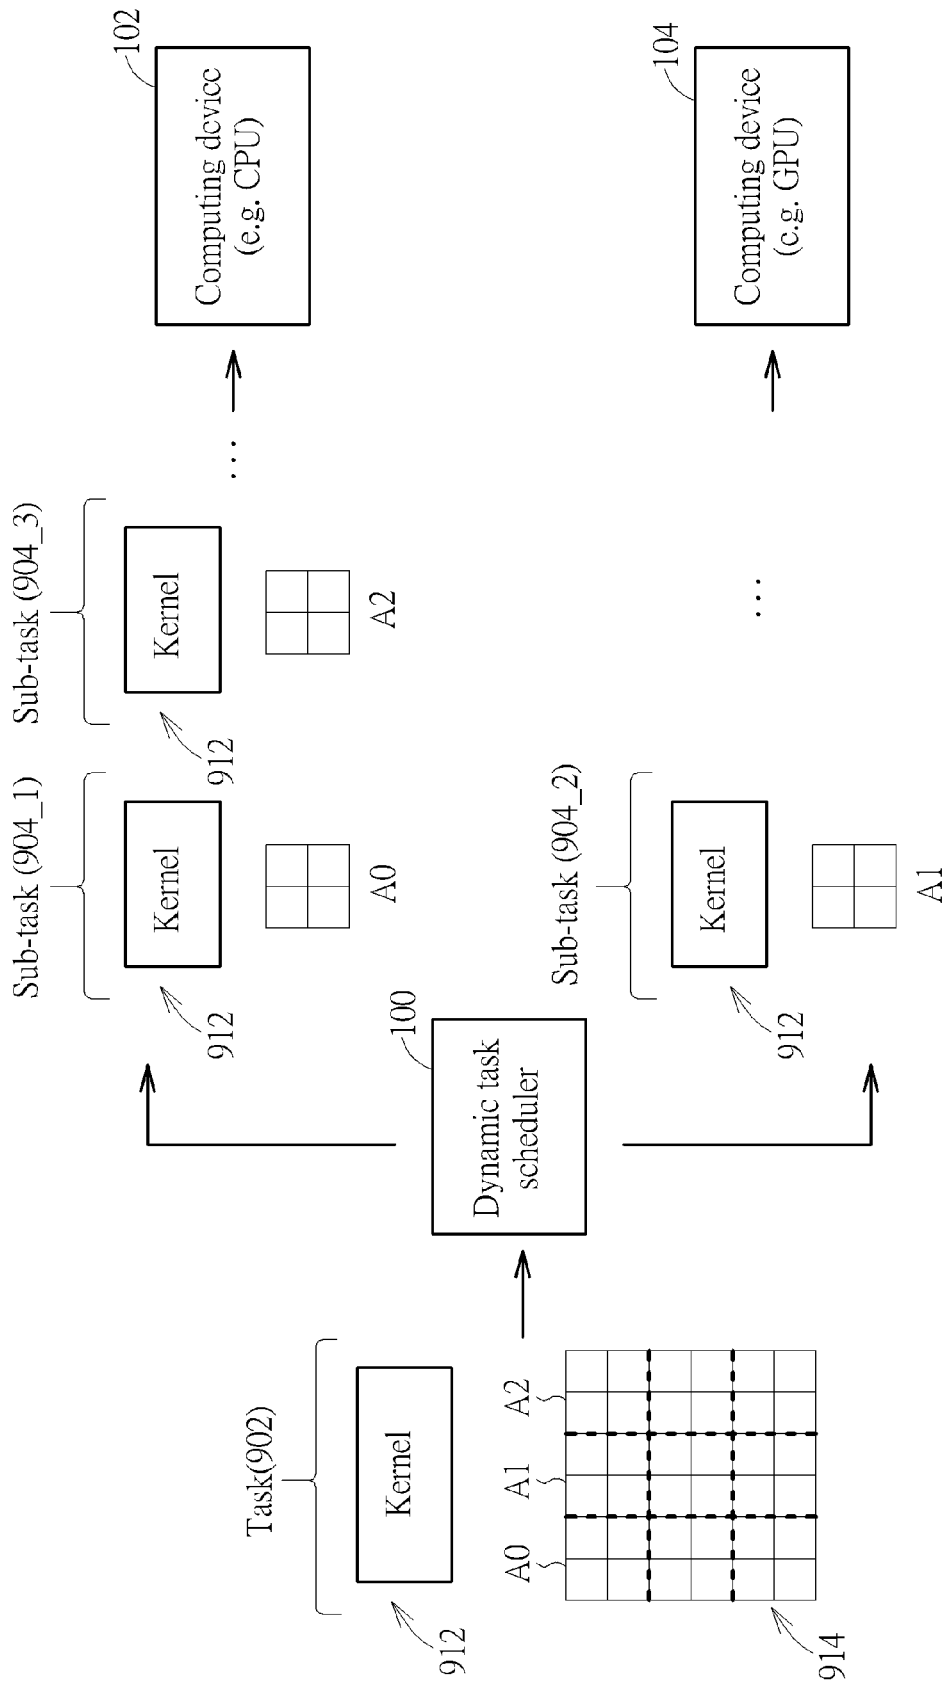 Task(902)
Kernel
912
A0
A1
A2
914
Dynamic task
scheduler
100
Sub-task (904_1)
Kernel
912
A0
Sub-task (904_3)
Kernel
912
A2
...
Computing device
(e.g. CPU)
102
Sub-task (904_2)
Kernel
912
A1
...
Computing device
(e.g. GPU)
104